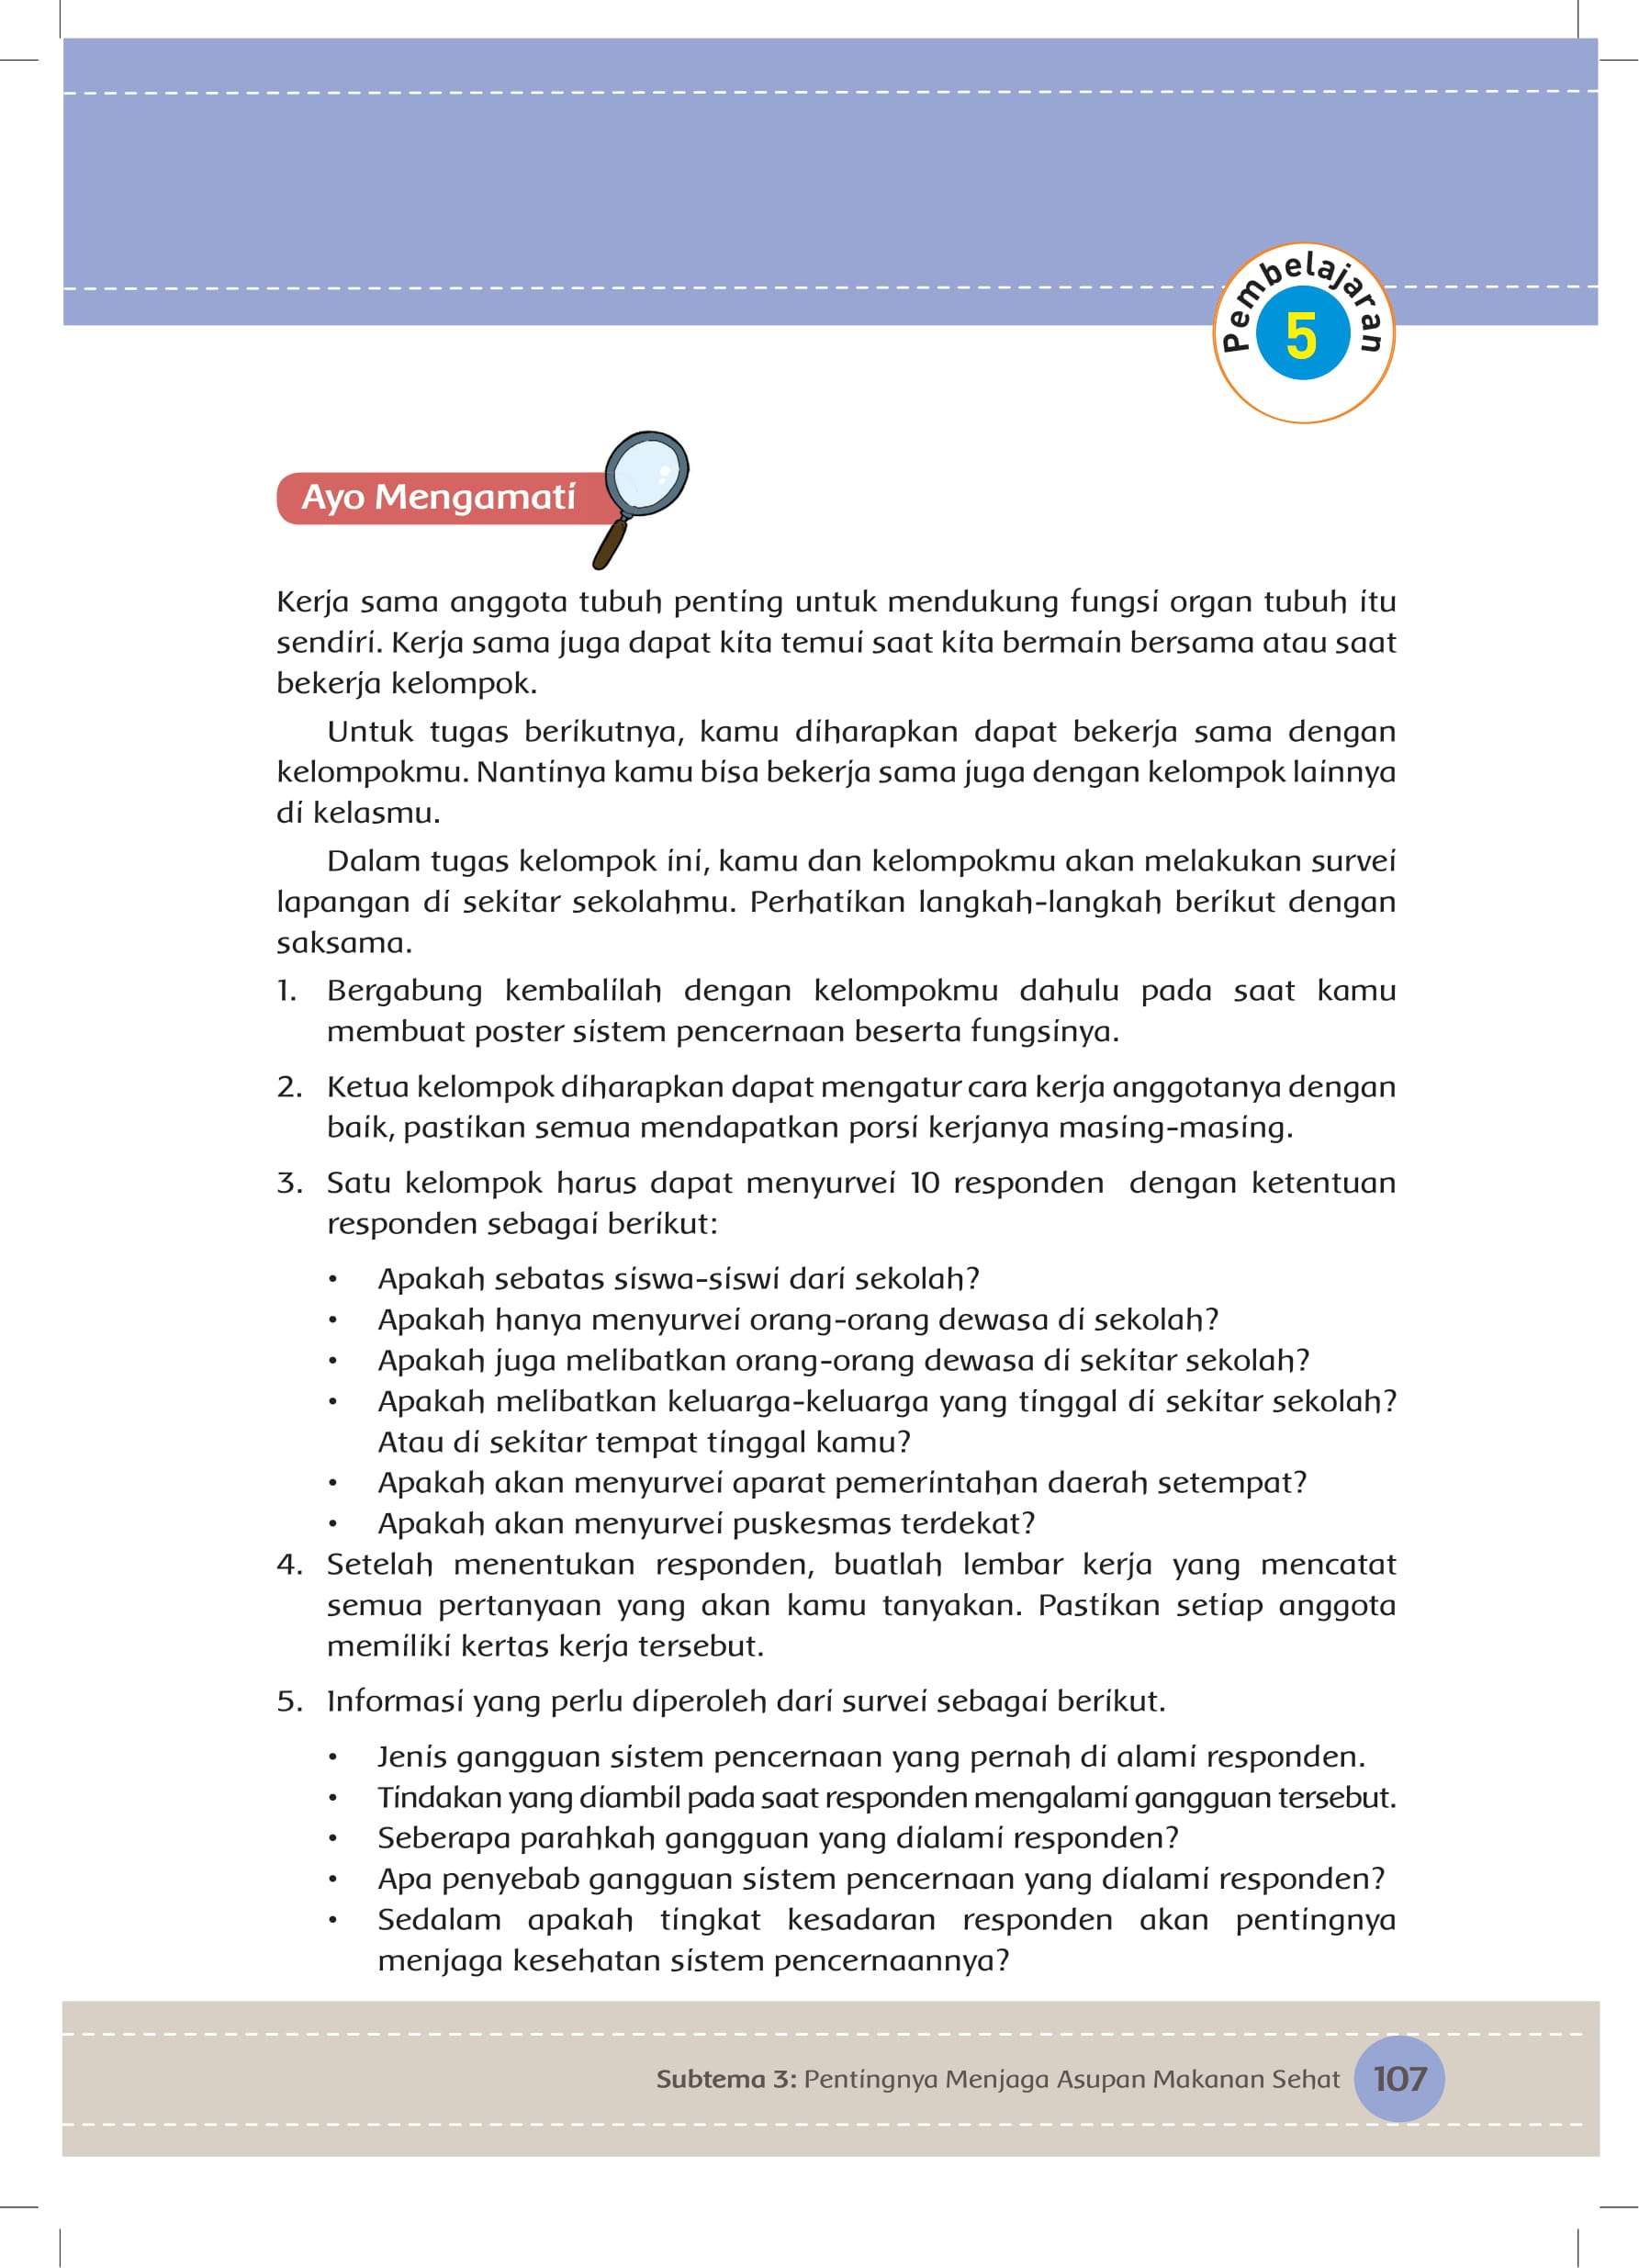 Pembelajaran
5
Ayo Mengamati
Kerja sama anggota tubuh penting untuk mendukung fungsi organ tubuh itu
sendiri. Kerja sama juga dapat kita temui saat kita bermain bersama atau saat
bekerja kelompok.
Untuk tugas berikutnya, kamu diharapkan dapat bekerja sama dengan
kelompokmu. Nantinya kamu bisa bekerja sama juga dengan kelompok lainnya
di kelasmu.
Dalam tugas kelompok ini, kamu dan kelompokmu akan melakukan survei
lapangan di sekitar sekolahmu. Perhatikan langkah-langkah berikut dengan
saksama.
1. Bergabung kembalilah dengan kelompokmu dahulu pada saat kamu
membuat poster sistem pencernaan beserta fungsinya.
2. Ketua kelompok diharapkan dapat mengatur cara kerja anggotanya dengan
baik, pastikan semua mendapatkan porsi kerjanya masing-masing.
3. Satu kelompok harus dapat menyurvei 10 responden dengan ketentuan
responden sebagai berikut:
• Apakah sebatas siswa-siswi dari sekolah?
• Apakah hanya menyurvei orang-orang dewasa di sekolah?
• Apakah juga melibatkan orang-orang dewasa di sekitar sekolah?
• Apakah melibatkan keluarga-keluarga yang tinggal di sekitar sekolah?
Atau di sekitar tempat tinggal kamu?
• Apakah akan menyurvei aparat pemerintahan daerah setempat?
• Apakah akan menyurvei puskesmas terdekat?
4. Setelah menentukan responden, buatlah lembar kerja yang mencatat
semua pertanyaan yang akan kamu tanyakan. Pastikan setiap anggota
memiliki kertas kerja tersebut.
5. Informasi yang perlu diperoleh dari survei sebagai berikut.
• Jenis gangguan sistem pencernaan yang pernah di alami responden.
• Tindakan yang diambil pada saat responden mengalami gangguan tersebut.
• Seberapa parahkah gangguan yang dialami responden?
• Apa penyebab gangguan sistem pencernaan yang dialami responden?
• Sedalam apakah tingkat kesadaran responden akan pentingnya
menjaga kesehatan sistem pencernaannya?
Subtema 3: Pentingnya Menjaga Asupan Makanan Sehat 107